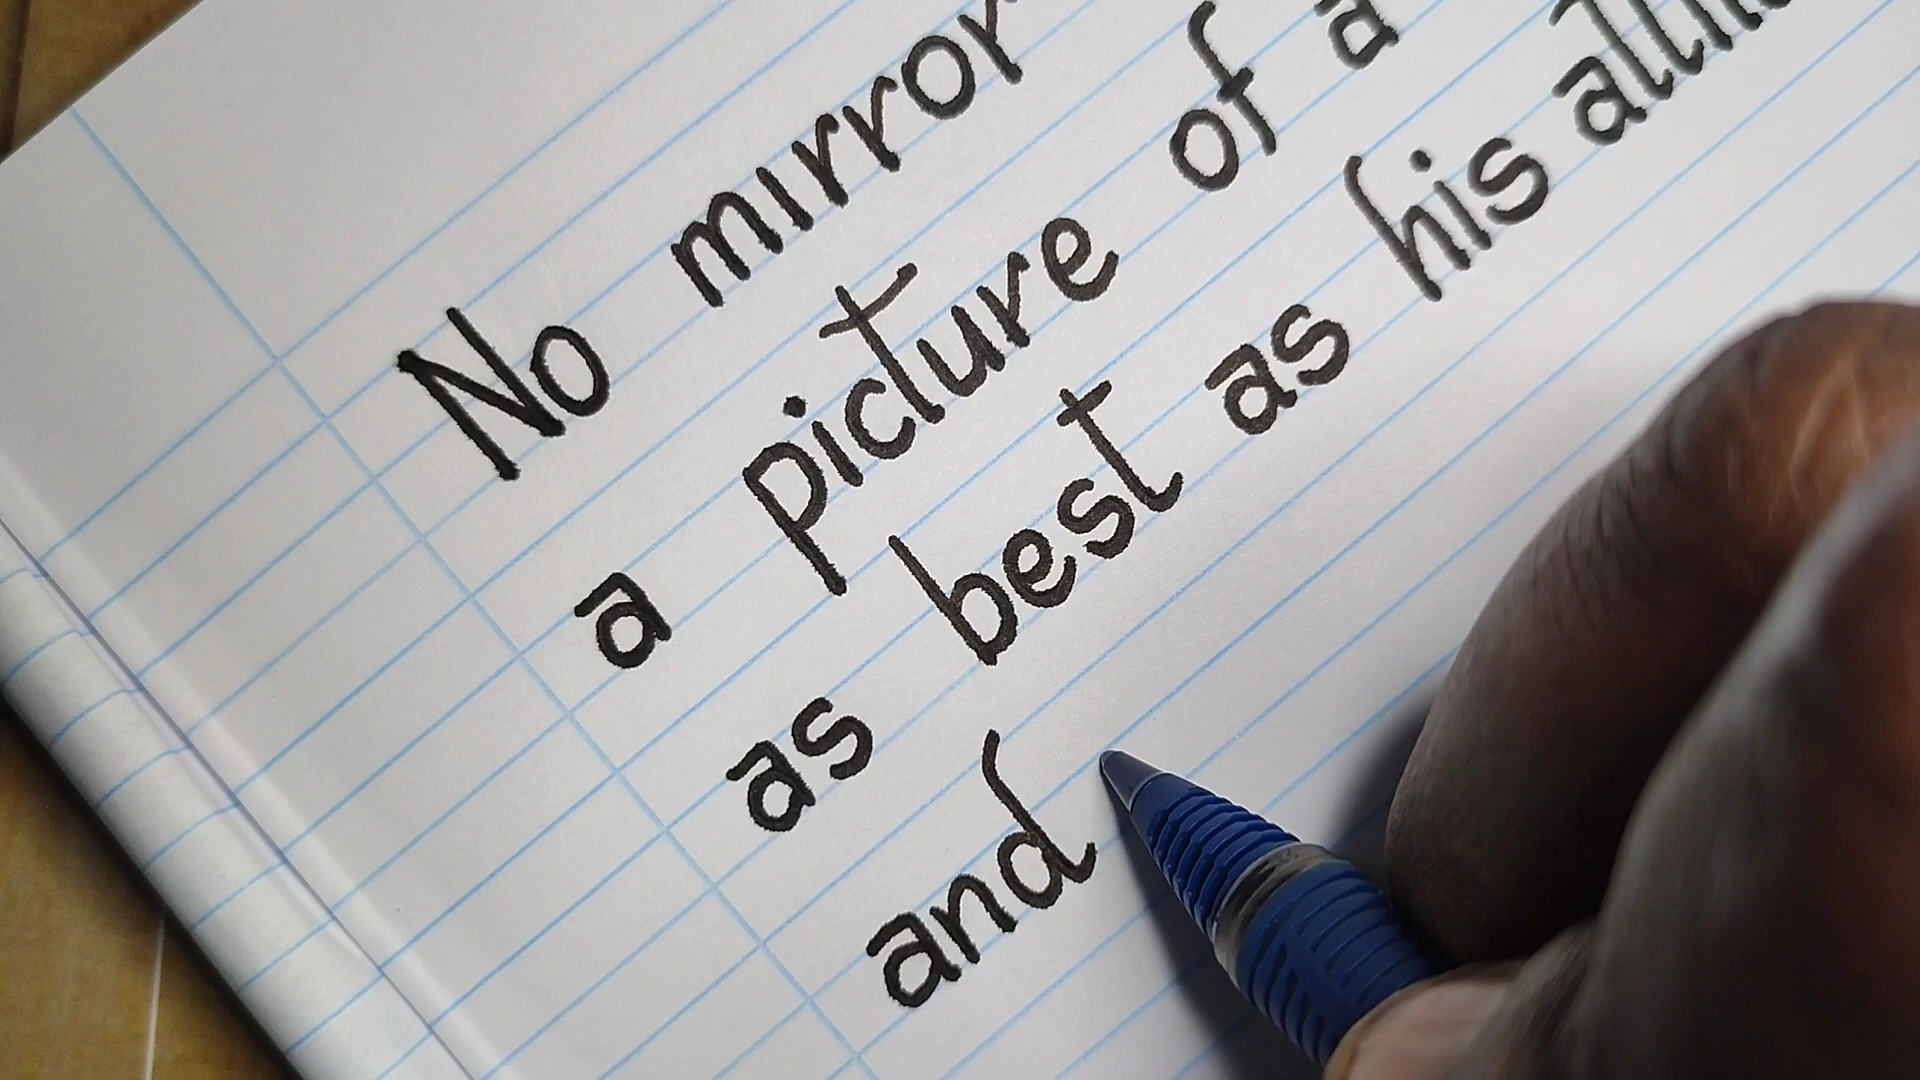 No mirror
a picture of a
as best as his
and